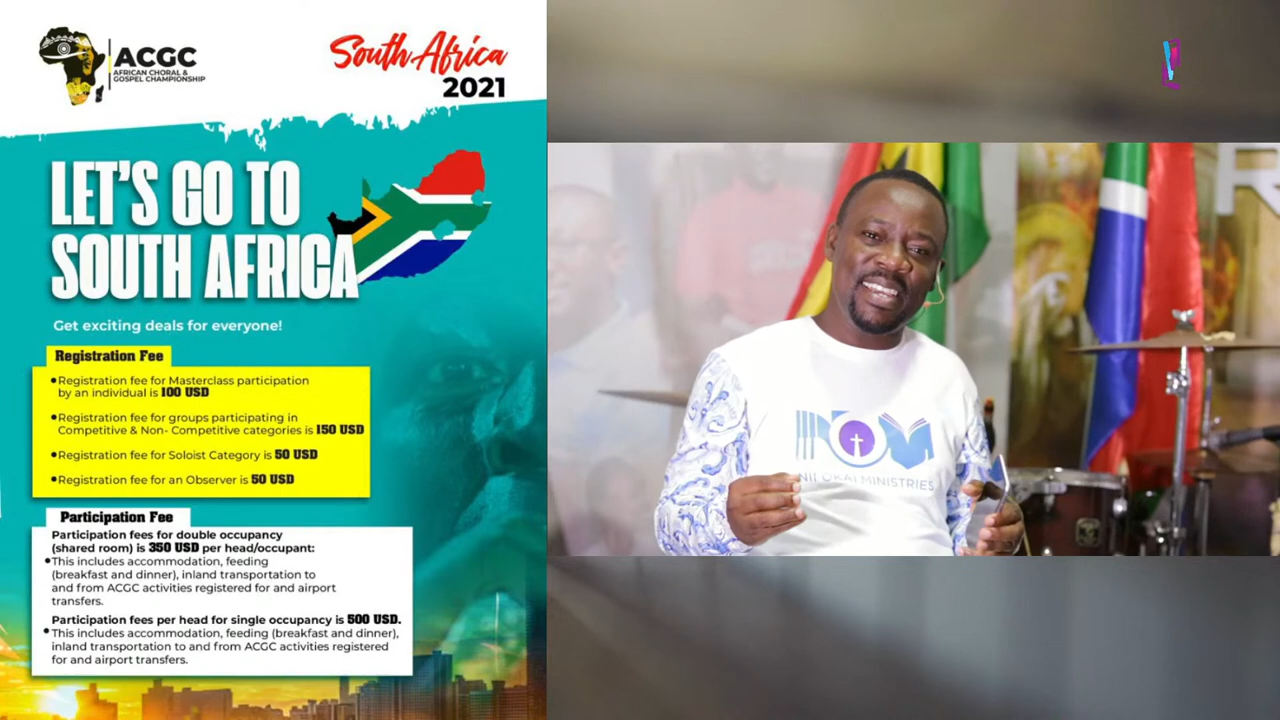 ACGC
AFRICAN CHORAL &
GOSPEL CHAMPIONSHIP
South Africa
2021
LET'S GO TO
SOUTH AFRICA
Get exciting deals for everyone!
Registration Fee
•Registration fee for Masterclass participation
by an individual is 100 USD
•Registration fee for groups participating in
Competitive & Non- Competitive categories is 150 USD
•Registration fee for Soloist Category is 50 USD
•Registration fee for an Observer is 50 USD
Participation Fee
Participation fees for double occupancy
(shared room) is 350 USD per head/occupant:
•This includes accommodation, feeding
(breakfast and dinner), inland transportation to
and from ACGC activities registered for and airport
transfers.
Participation fees per head for single occupancy is 500 USD.
•This includes accommodation, feeding (breakfast and dinner),
inland transportation to and from ACGC activities registered
for and airport transfers.
NOM
NII OKAI MINISTRIES
R